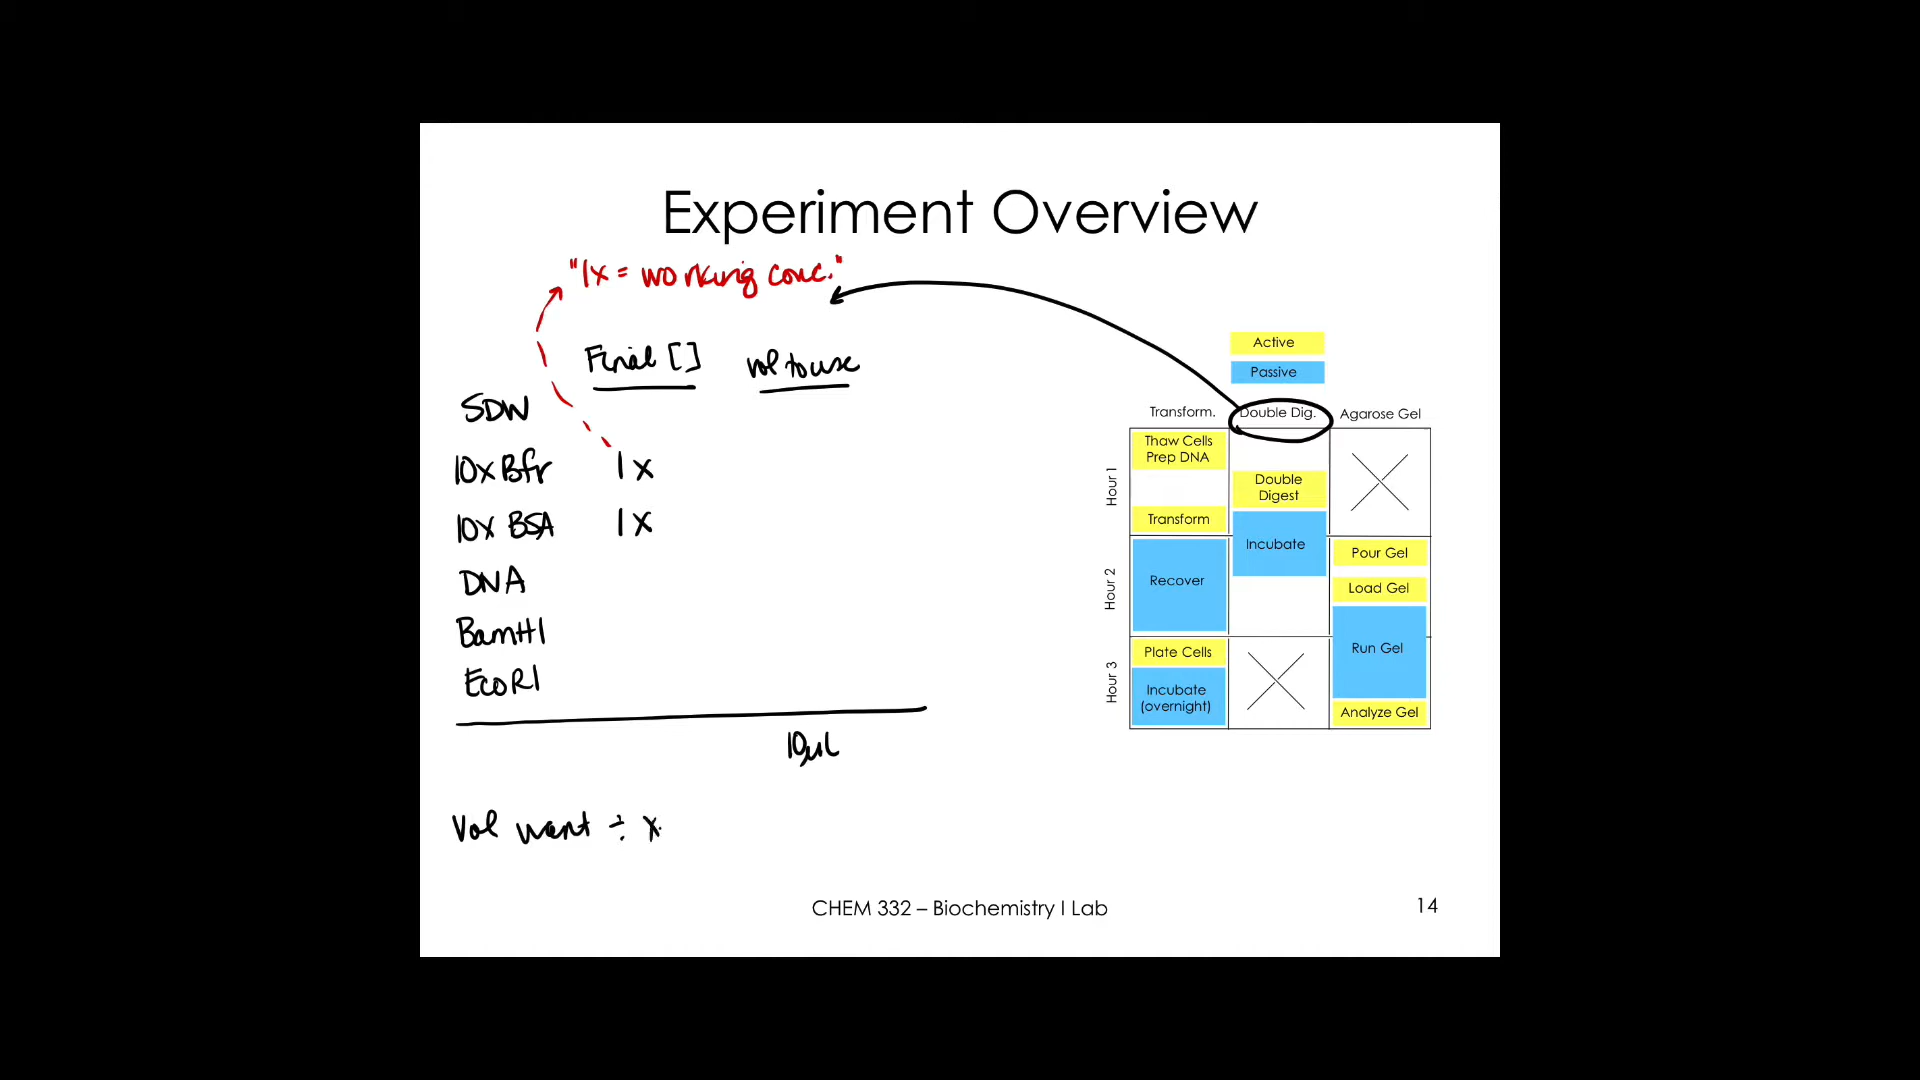 Experiment Overview
"1x = working conc."
Final [ ] vol to use
SDW
10x Bfr 1x
10x BSA 1x
DNA
BamH1
EcoR1
10µL
Vol want ÷ X
Active
Passive
Transform. Double Dig. Agarose Gel
Hour 1
Thaw Cells
Prep DNA
Transform
Double
Digest
Incubate
Hour 2
Recover
Pour Gel
Load Gel
Run Gel
Hour 3
Plate Cells
Incubate
(overnight)
Analyze Gel
CHEM 332 – Biochemistry I Lab
14